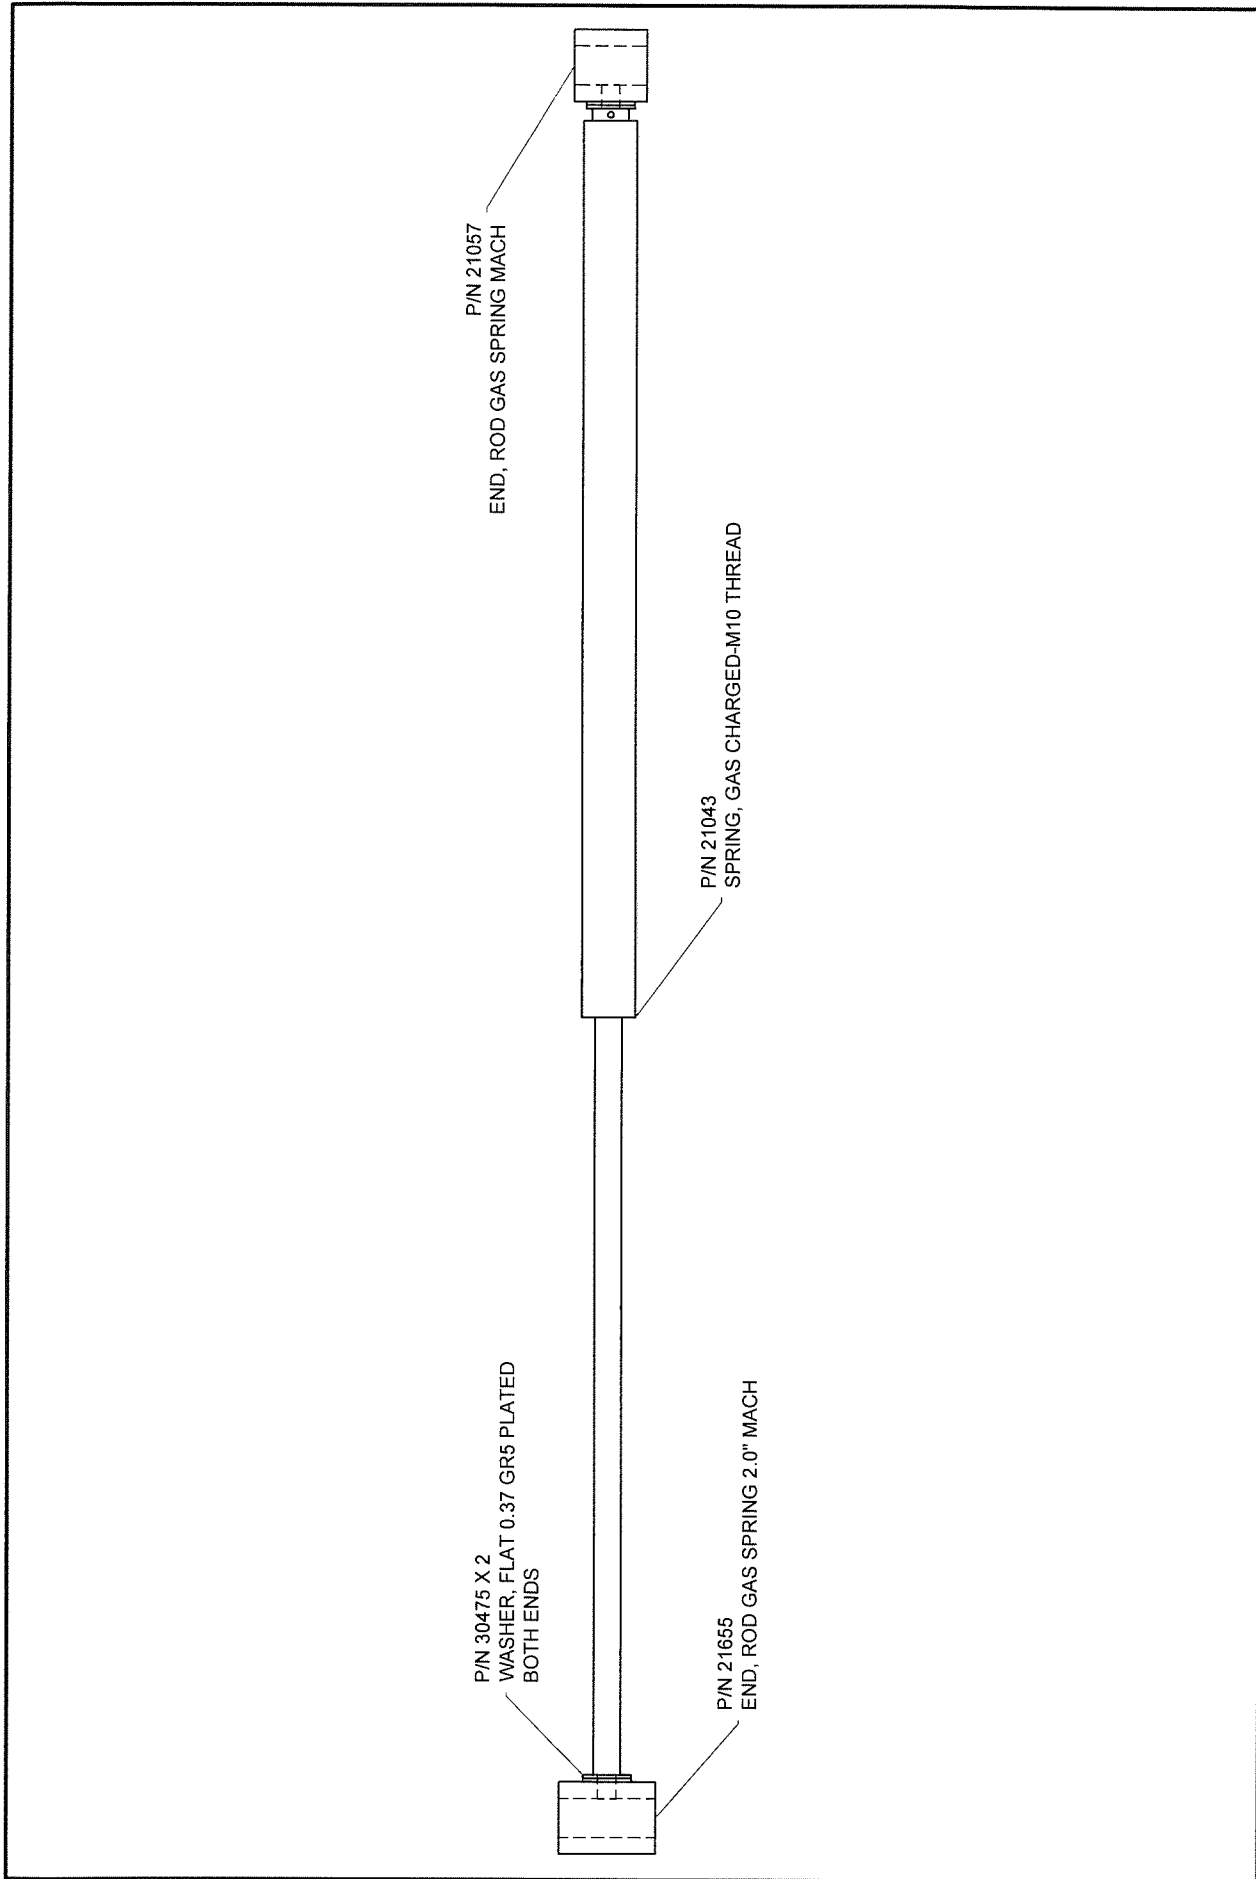 P/N 30475 X 2
WASHER, FLAT 0.37 GR5 PLATED
BOTH ENDS
P/N 21057
END, ROD GAS SPRING MACH
P/N 21655
END, ROD GAS SPRING 2.0" MACH
P/N 21043
SPRING, GAS CHARGED-M10 THREAD